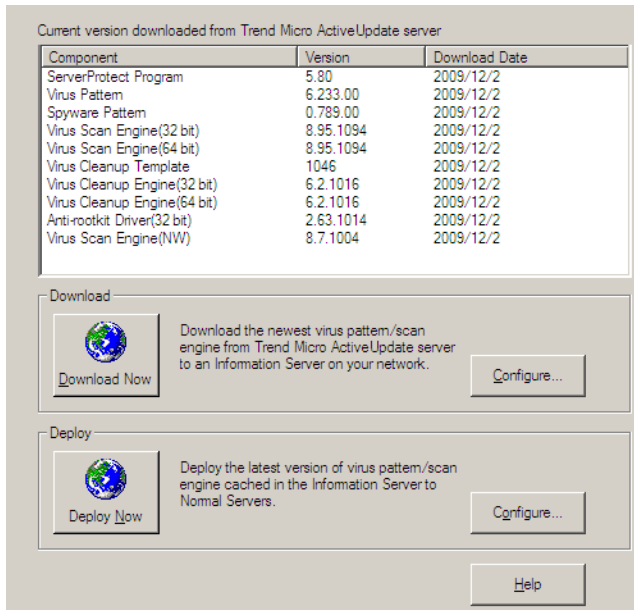 Current version downloaded from Trend Micro ActiveUpdate server
Component Version Download Date
ServerProtect Program 5.80 2009/12/2
Virus Pattern 6.233.00 2009/12/2
Spyware Pattern 0.789.00 2009/12/2
Virus Scan Engine(32 bit) 8.95.1094 2009/12/2
Virus Scan Engine(64 bit) 8.95.1094 2009/12/2
Virus Cleanup Template 1046 2009/12/2
Virus Cleanup Engine(32 bit) 6.2.1016 2009/12/2
Virus Cleanup Engine(64 bit) 6.2.1016 2009/12/2
Anti-rootkit Driver(32 bit) 2.63.1014 2009/12/2
Virus Scan Engine(NW) 8.7.1004 2009/12/2
Download
Download the newest virus pattern/scan
engine from Trend Micro ActiveUpdate server
to an Information Server on your network.
Download Now
Configure...
Deploy
Deploy the latest version of virus pattern/scan
engine cached in the Information Server to
Normal Servers.
Deploy Now
Configure...
Help